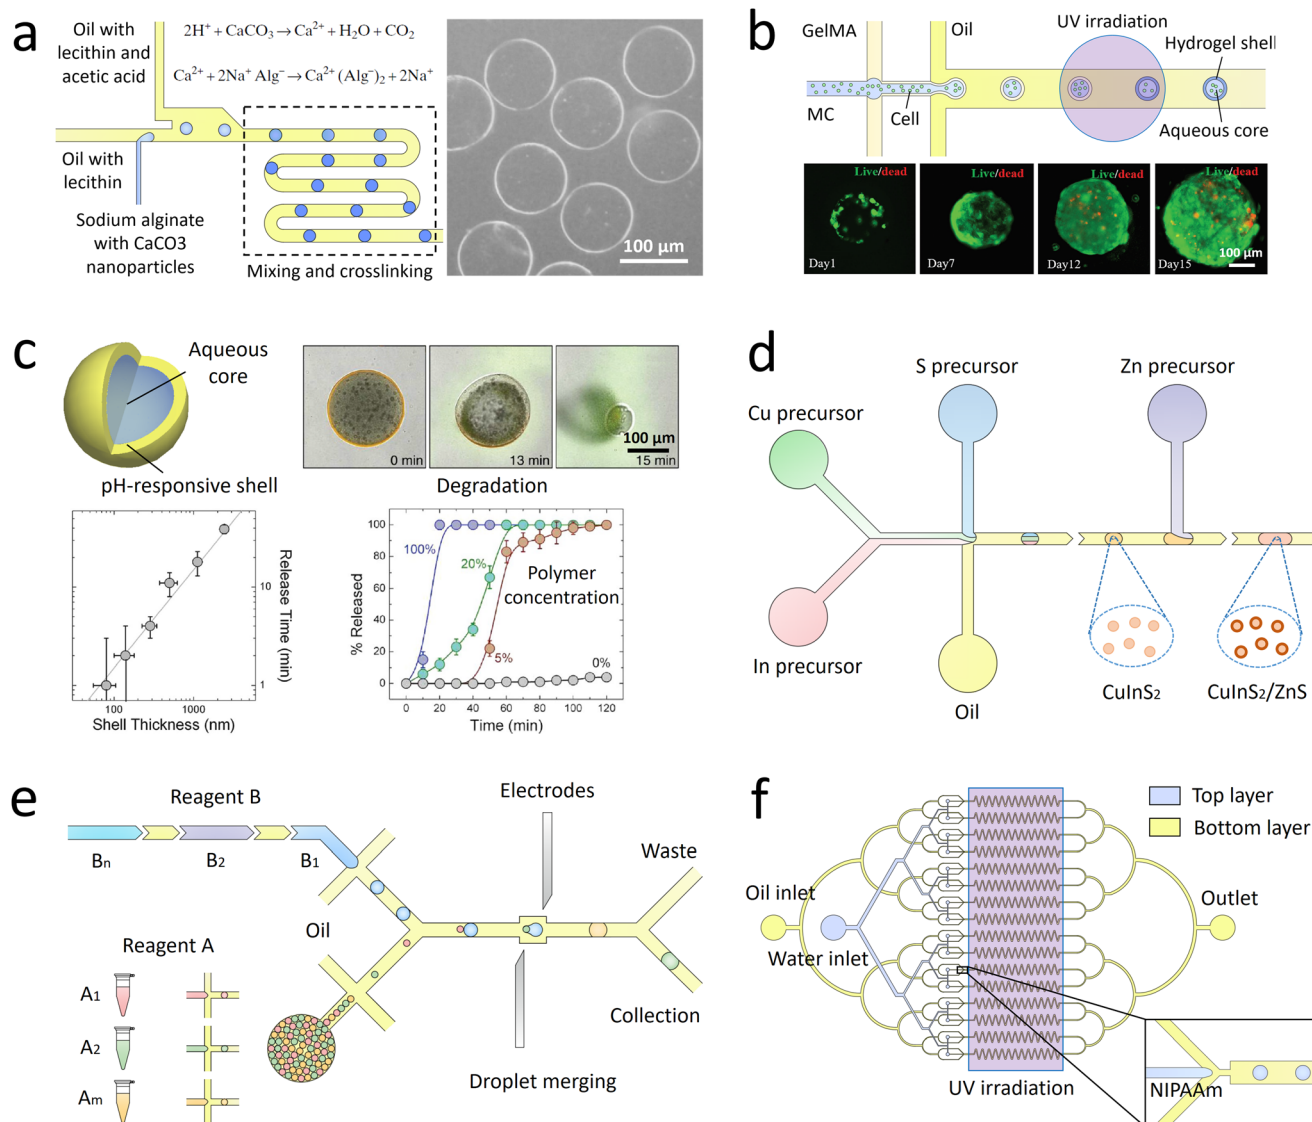 a
Oil with
lecithin and
acetic acid
2H⁺ + CaCO₃ → Ca²⁺ + H₂O + CO₂
Ca²⁺ + 2Na⁺ Alg⁻ → Ca²⁺ (Alg⁻)₂ + 2Na⁺
Oil with
lecithin
Sodium alginate
with CaCO3
nanoparticles
Mixing and crosslinking
100 µm
b
GelMA
Oil
UV irradiation
Hydrogel shell
MC
Cell
Aqueous core
Live/dead
Live/dead
Live/dead
Live/dead
Day1
Day7
Day12
Day15
100 µm
c
Aqueous
core
pH-responsive shell
0 min
13 min
100 µm
15 min
Degradation
10
1
Release Time (min)
100
1000
Shell Thickness (nm)
100
80
60
40
20
0
% Released
100%
20%
Polymer
concentration
5%
0%
0
20
40
60
80
100
120
Time (min)
d
S precursor
Zn precursor
Cu precursor
In precursor
Oil
CuInS₂
CuInS₂/ZnS
e
Reagent B
Bn
B2
B1
Electrodes
Waste
Oil
Reagent A
A1
A2
Am
Collection
Droplet merging
f
Top layer
Bottom layer
Oil inlet
Water inlet
Outlet
UV irradiation
NIPAAm